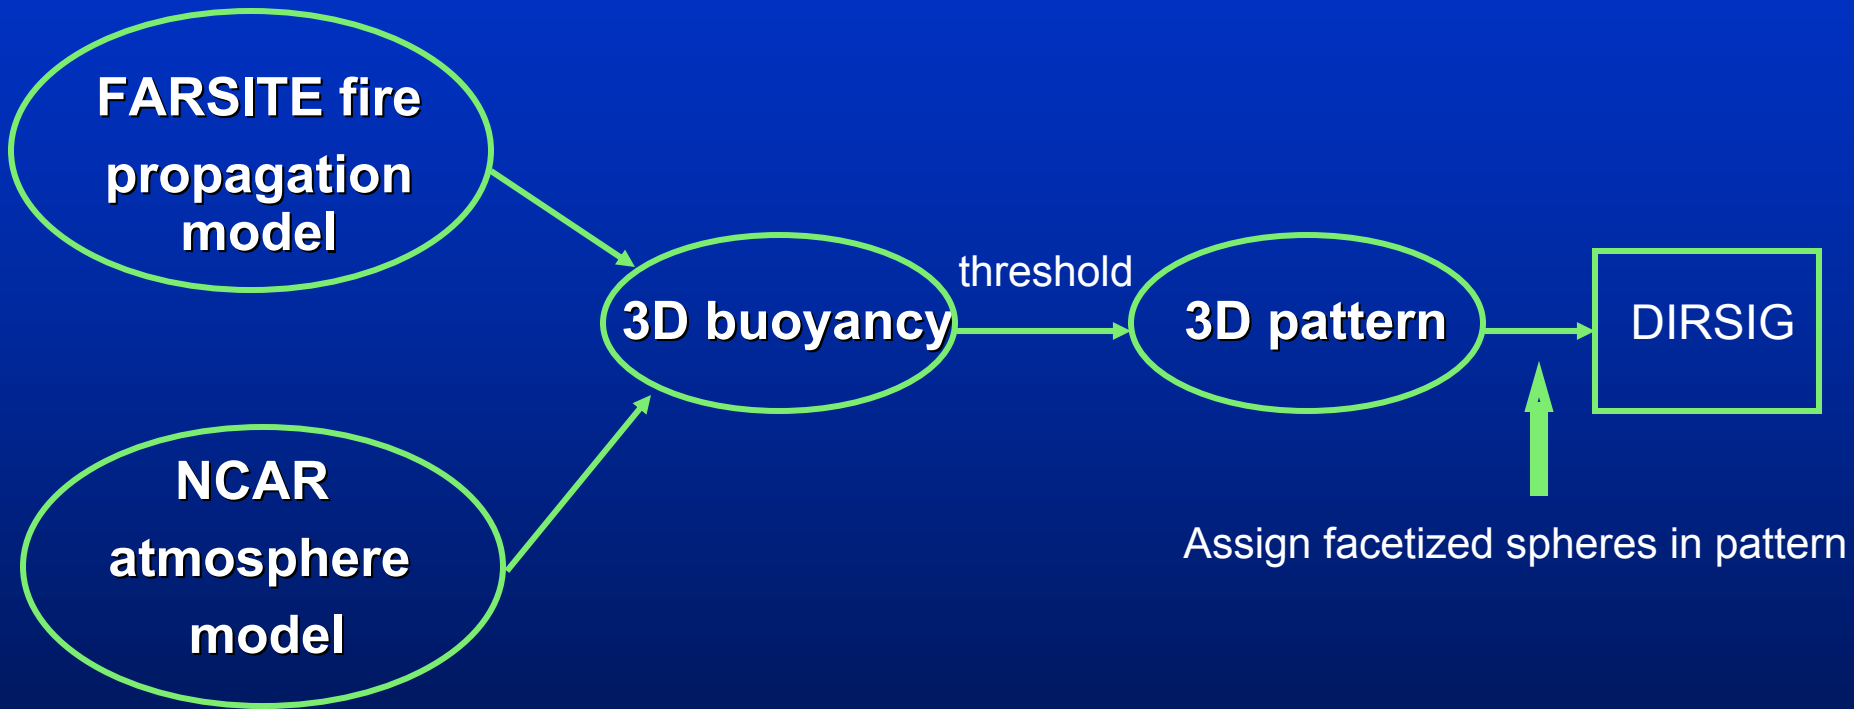 FARSITE fire
propagation
model
NCAR
atmosphere
model
3D buoyancy
threshold
3D pattern
DIRSIG
Assign facetized spheres in pattern